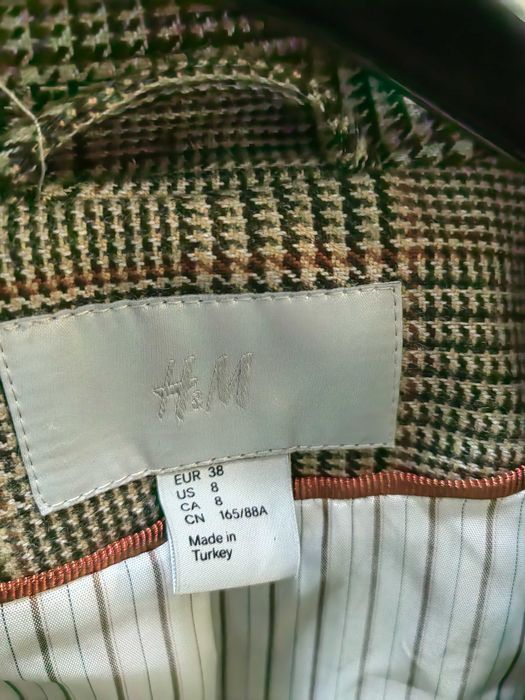 H&M
EUR 38
US 8
CA 8
CN 165/88A
Made in
Turkey